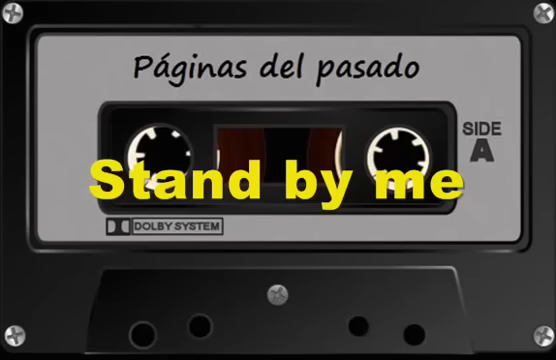 Páginas del pasado
SIDE
A
Stand by me
DOLBY SYSTEM